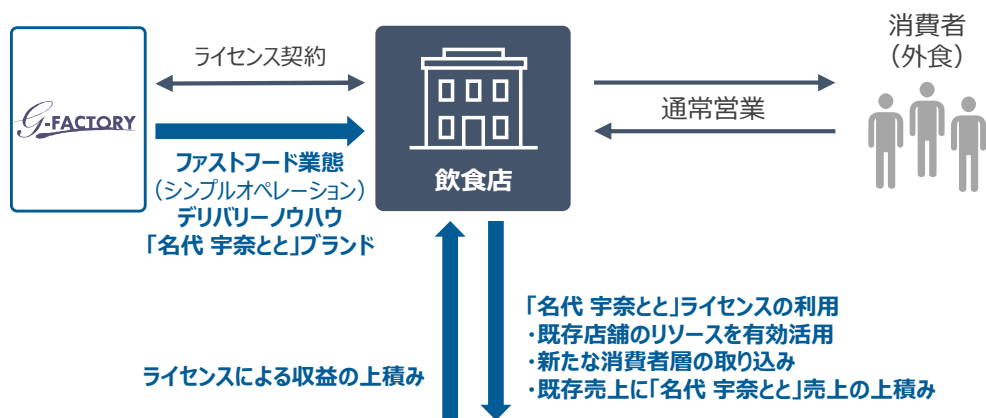 消費者
（外食）
ライセンス契約
G-FACTORY
通常営業
飲食店
ファストフード業態
（シンプルオペレーション）
デリバリーノウハウ
「名代 宇奈とと」ブランド
「名代 宇奈とと」ライセンスの利用
・既存店舗のリソースを有効活用
・新たな消費者層の取り込み
・既存売上に「名代 宇奈とと」売上の上積み
ライセンスによる収益の上積み